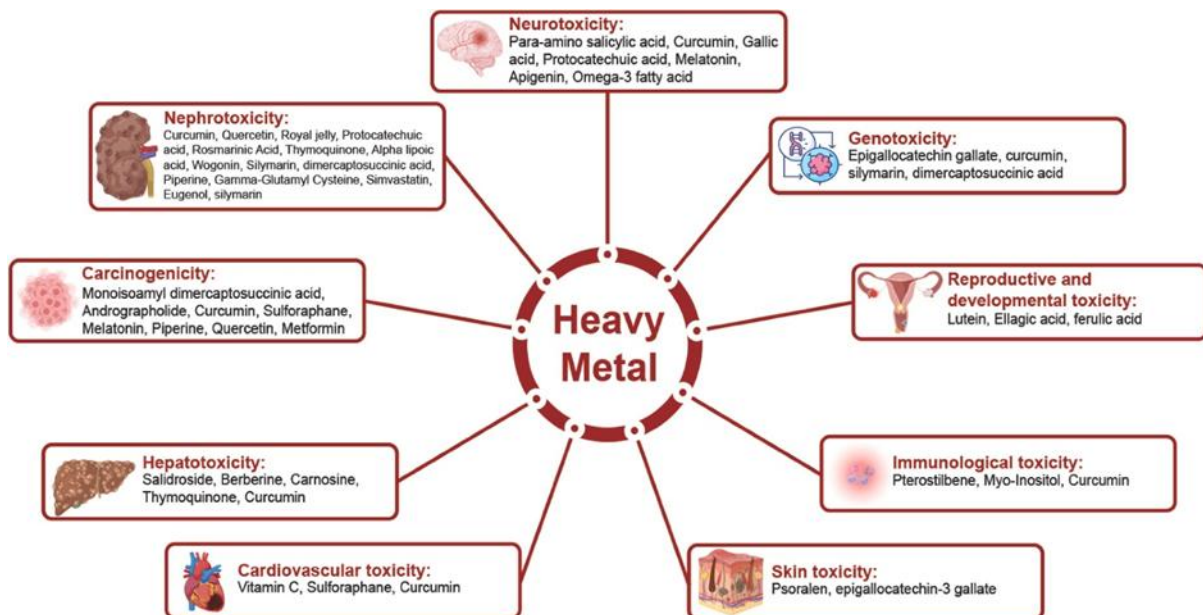 Neurotoxicity:
Para-amino salicylic acid, Curcumin, Gallic
acid, Protocatechuic acid, Melatonin,
Apigenin, Omega-3 fatty acid
Nephrotoxicity:
Curcumin, Quercetin, Royal jelly, Protocatechuic
acid, Rosmarinic Acid, Thymoquinone, Alpha lipoic
acid, Wogonin, Silymarin, dimercaptosuccinic acid,
Piperine, Gamma-Glutamyl Cysteine, Simvastatin,
Eugenol, silymarin
Genotoxicity:
Epigallocatechin gallate, curcumin,
silymarin, dimercaptosuccinic acid
Carcinogenicity:
Monoisoamyl dimercaptosuccinic acid,
Andrographolide, Curcumin, Sulforaphane,
Melatonin, Piperine, Quercetin, Metformin
Reproductive and
developmental toxicity:
Lutein, Ellagic acid, ferulic acid
Heavy
Metal
Hepatotoxicity:
Salidroside, Berberine, Carnosine,
Thymoquinone, Curcumin
Immunological toxicity:
Pterostilbene, Myo-Inositol, Curcumin
Cardiovascular toxicity:
Vitamin C, Sulforaphane, Curcumin
Skin toxicity:
Psoralen, epigallocatechin-3 gallate